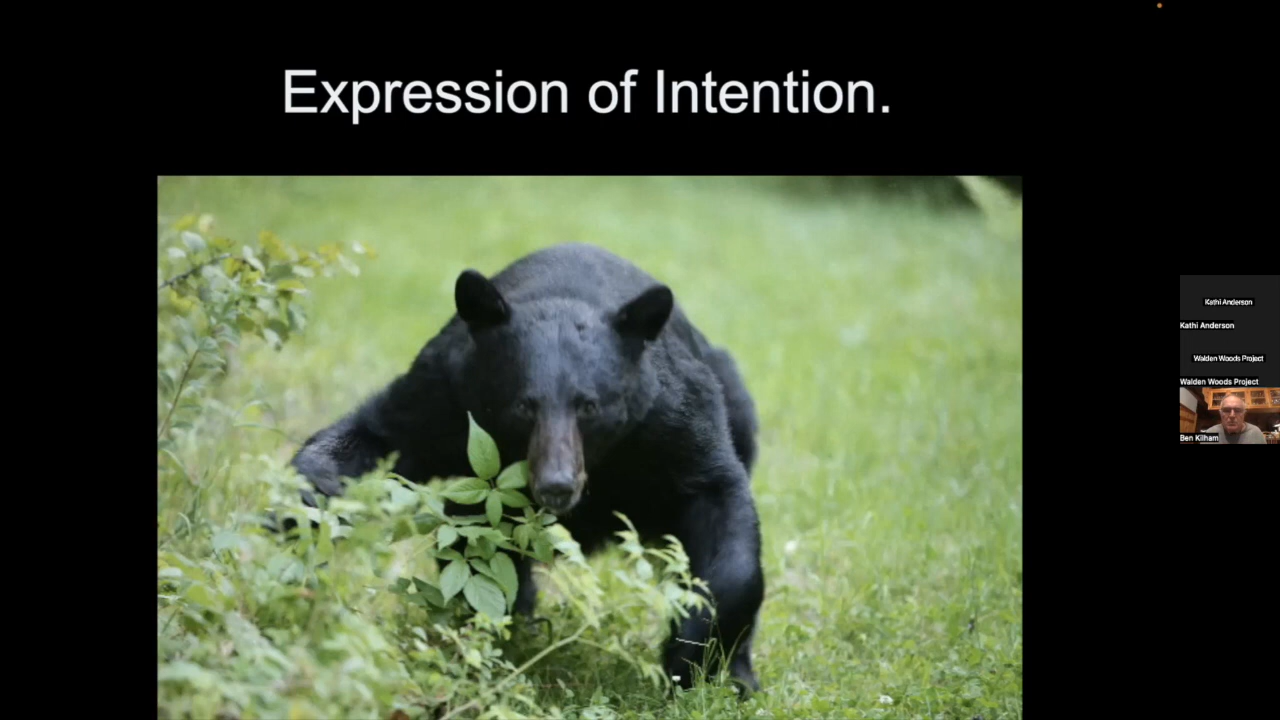 Expression of Intention.
Kathi Anderson
Kathi Anderson
Walden Woods Project
Walden Woods Project
Ben Kilham